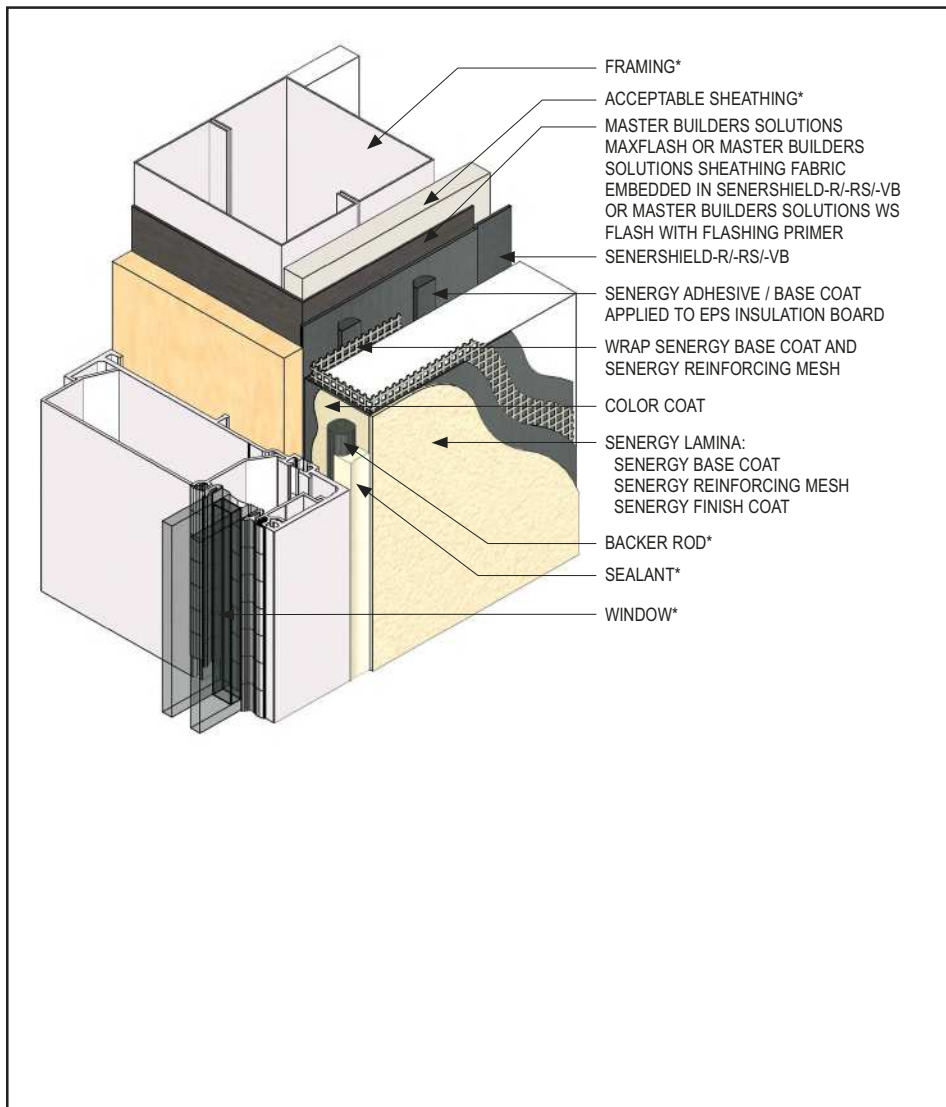 FRAMING*
ACCEPTABLE SHEATHING*
MASTER BUILDERS SOLUTIONS
MAXFLASH OR MASTER BUILDERS
SOLUTIONS SHEATHING FABRIC
EMBEDDED IN SENERSHIELD-R/-RS/-VB
OR MASTER BUILDERS SOLUTIONS WS
FLASH WITH FLASHING PRIMER
SENERSHIELD-R/-RS/-VB
SENERGY ADHESIVE / BASE COAT
APPLIED TO EPS INSULATION BOARD
WRAP SENERGY BASE COAT AND
SENERGY REINFORCING MESH
COLOR COAT
SENERGY LAMINA:
SENERGY BASE COAT
SENERGY REINFORCING MESH
SENERGY FINISH COAT
BACKER ROD*
SEALANT*
WINDOW*